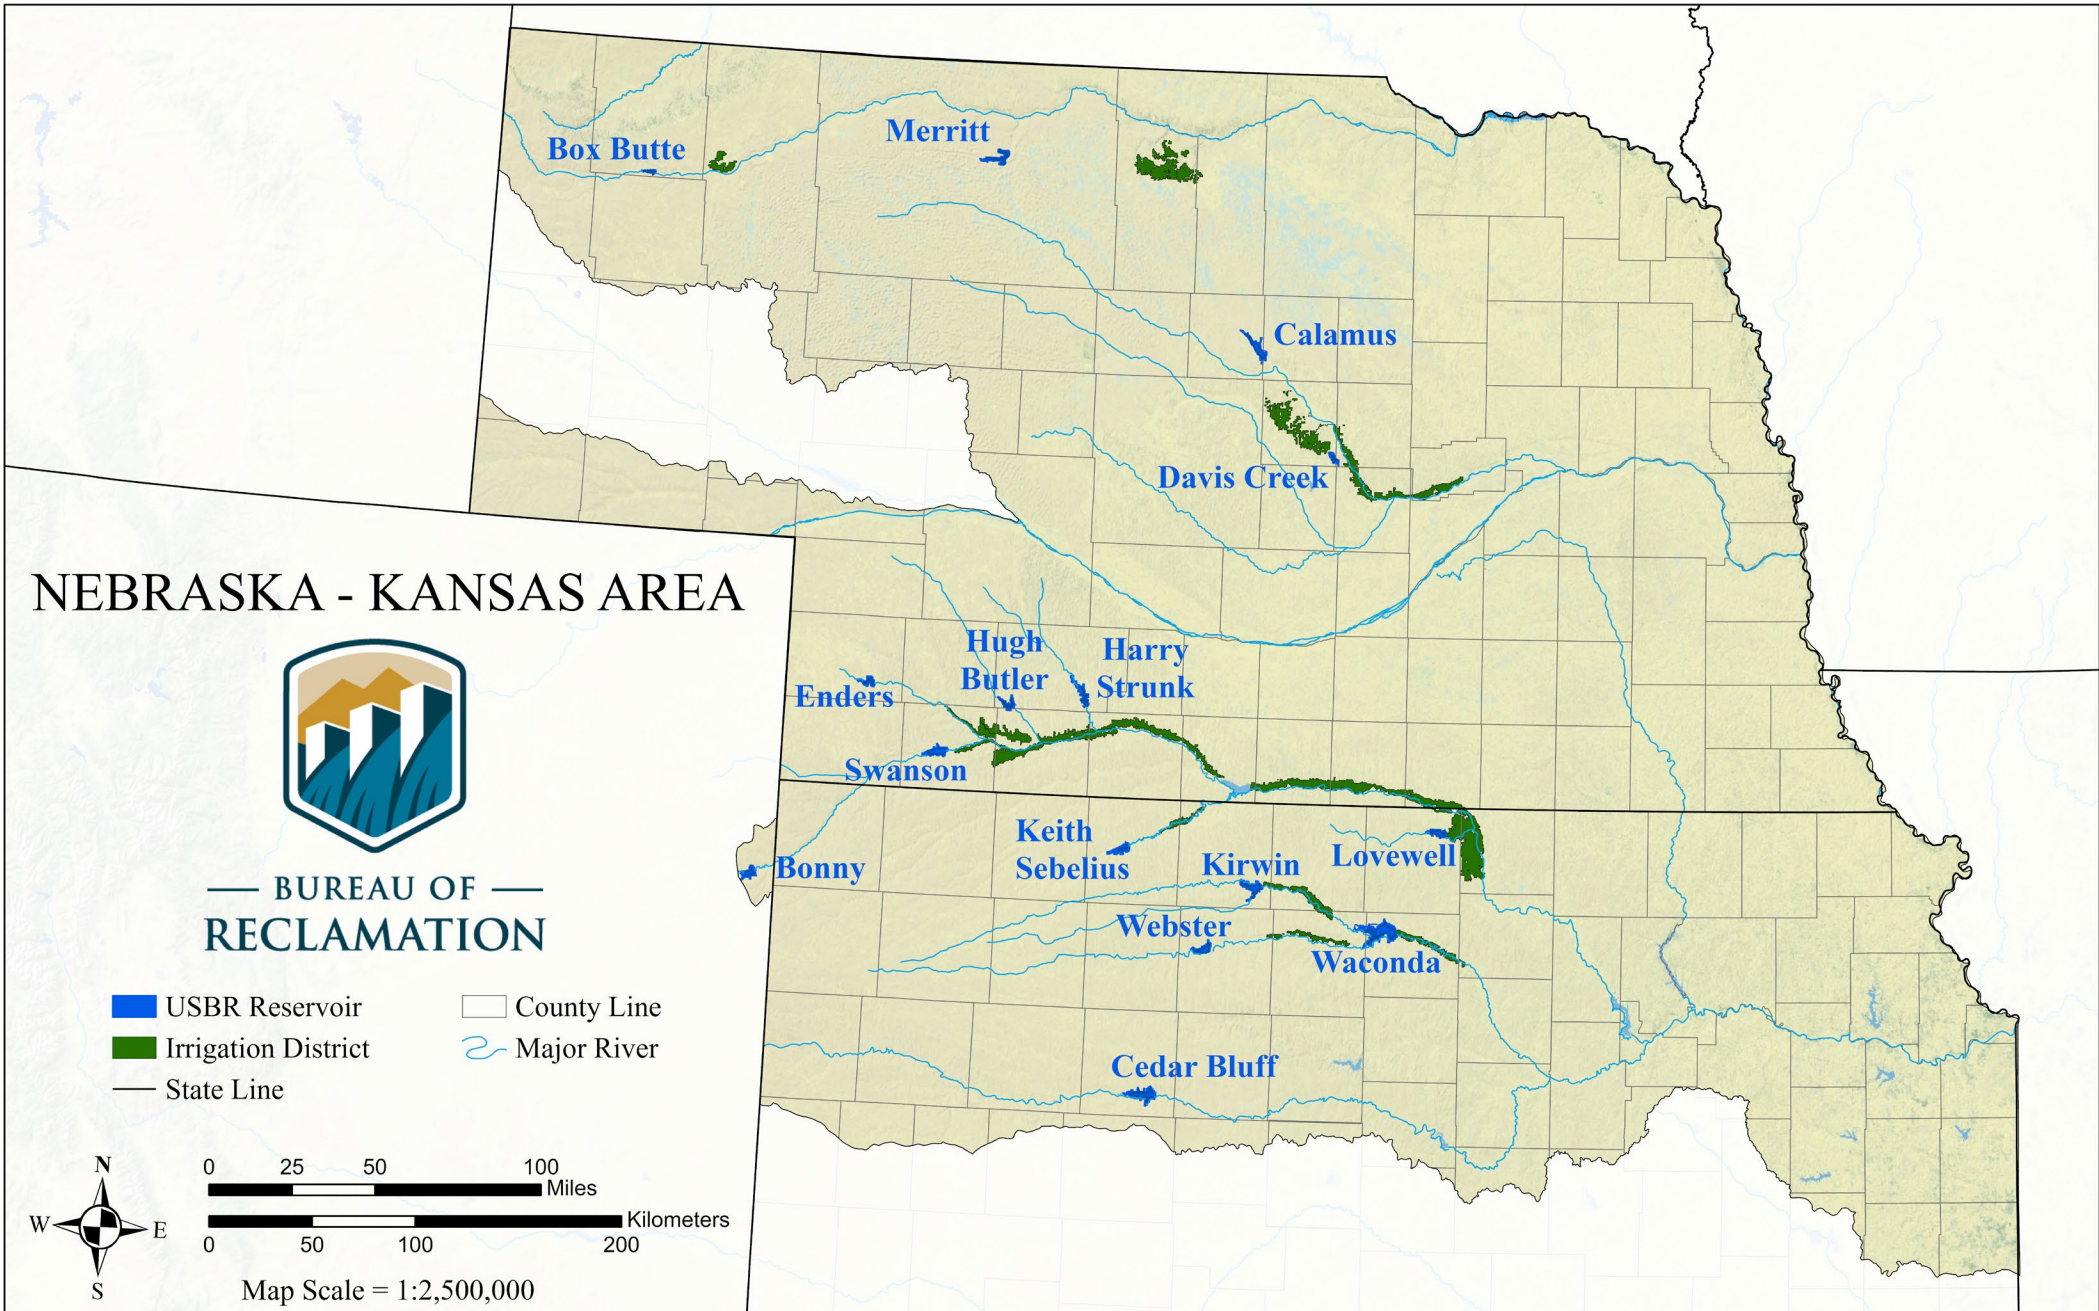 Box Butte
Merritt
Calamus
Davis Creek
NEBRASKA - KANSAS AREA
Hugh
Butler
Harry
Strunk
Enders
Swanson
Keith
Sebelius
Kirwin
Lovewell
Bonny
Webster
Waconda
Cedar Bluff
BUREAU OF
RECLAMATION
USBR Reservoir
County Line
Irrigation District
Major River
State Line
N
W
E
S
0 25 50 100
Miles
Kilometers
0 50 100 200
Map Scale = 1:2,500,000